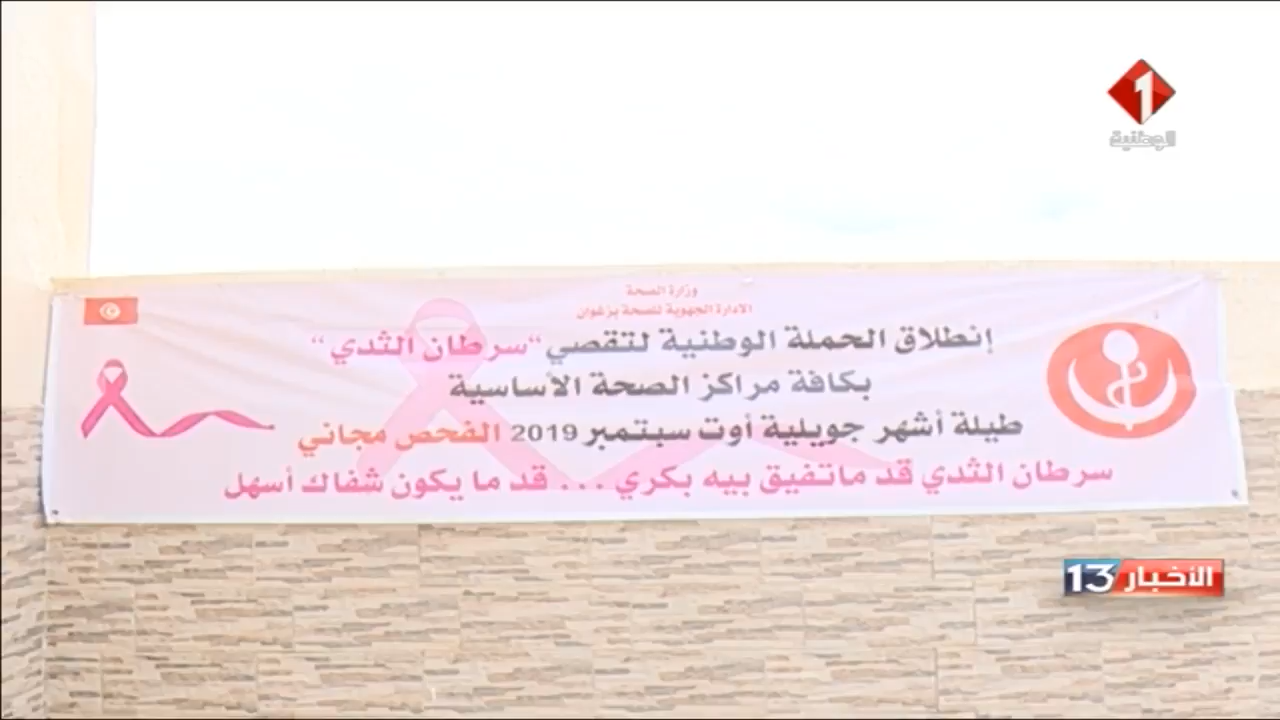 1
الوطنية
وزارة الصحة
الادارة الجهوية للصحة بزغوان
إنطلاق الحملة الوطنية لتقصي "سرطان الثدي"
بكافة مراكز الصحة الأساسية
طيلة أشهر جويلية أوت سبتمبر 2019 الفحص مجاني
سرطان الثدي قد ماتفيق بيه بكري ... قد ما يكون شفاك أسهل
الأخبار 13